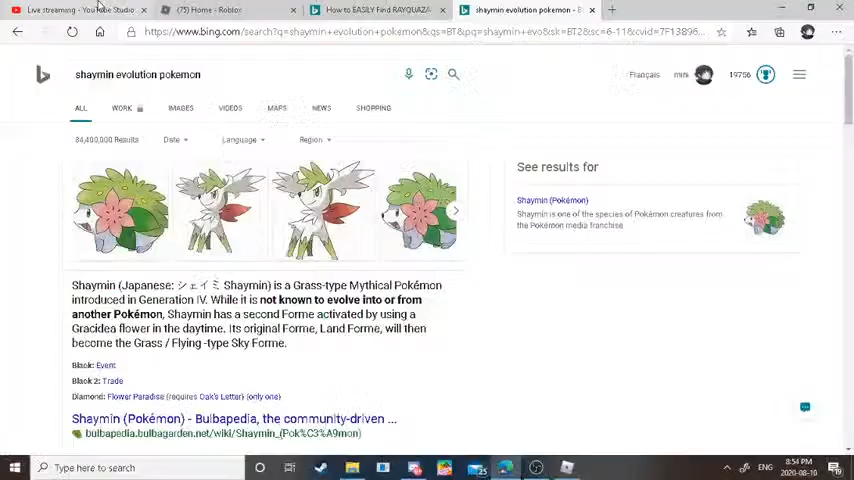 Live streaming - YouTube Studio
(75) Home - Roblox
How to EASILY Find RAYQUAZA
shaymin evolution pokemon - B
https://www.bing.com/search?q=shaymin+evolution+pokemon&qs=BT&pq=shaymin+evo&sk=BT2&sc=6-11&cvid=7F13896...
shaymin evolution pokemon
Français
mini
19756
ALL
WORK
IMAGES
VIDEOS
MAPS
NEWS
SHOPPING
84,400,000 Results
Date
Language
Region
See results for
Shaymin (Pokémon)
Shaymin is one of the species of Pokémon creatures from
the Pokémon media franchise
Shaymin (Japanese: シェイミ Shaymin) is a Grass-type Mythical Pokémon
introduced in Generation IV. While it is not known to evolve into or from
another Pokémon, Shaymin has a second Forme activated by using a
Gracidea flower in the daytime. Its original Forme, Land Forme, will then
become the Grass / Flying -type Sky Forme.
Black: Event
Black 2: Trade
Diamond: Flower Paradise (requires Oak's Letter) (only one)
Shaymin (Pokémon) - Bulbapedia, the community-driven ...
bulbapedia.bulbagarden.net/wiki/Shaymin_(Pok%C3%A9mon)
Type here to search
25
ENG
8:54 PM
2020-08-10